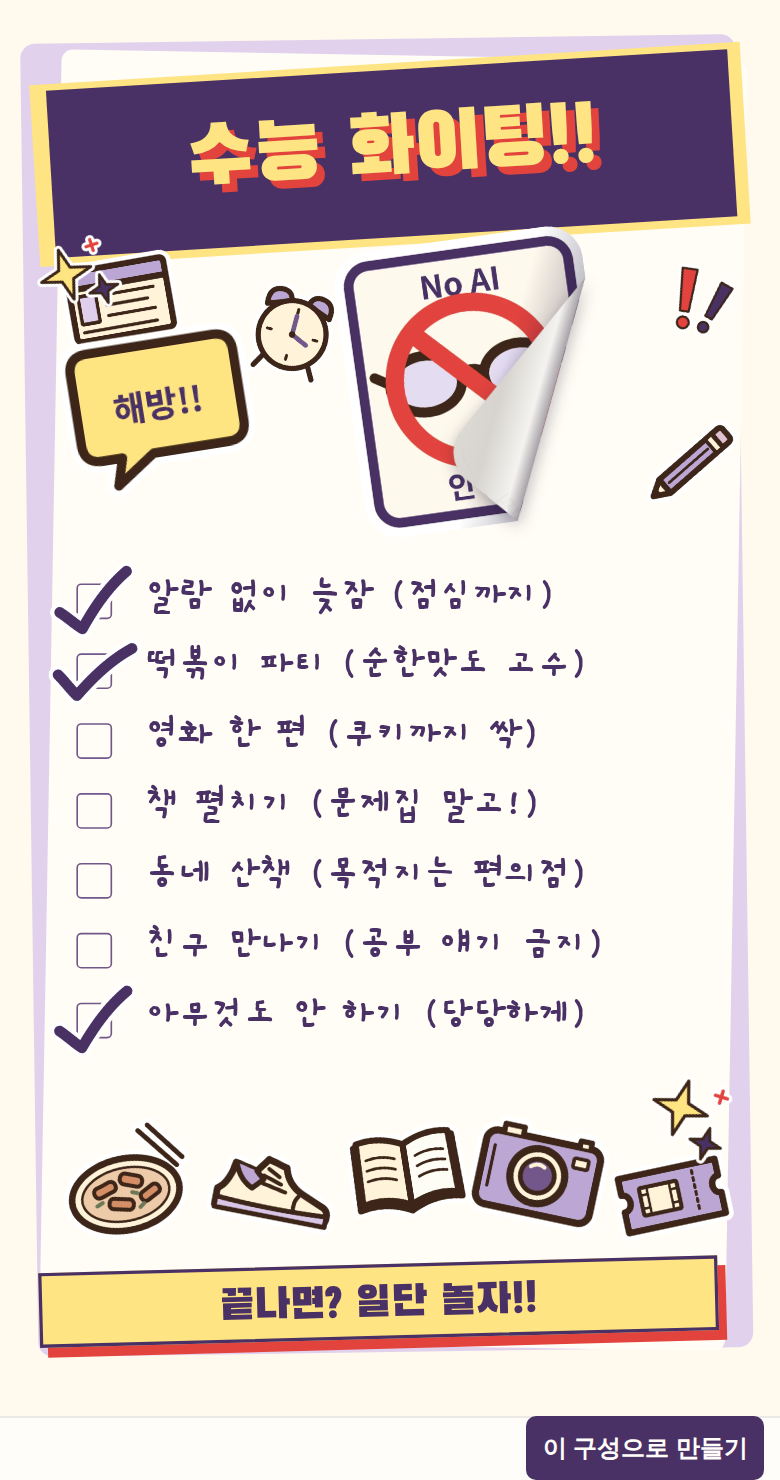 수능 화이팅!!
No AI
해방!!
알람 없이 늦잠 (점심까지)
떡볶이 파티 (순한맛도 고수)
영화 한 편 (쿠키까지 싹)
책 펼치기 (문제집 말고!)
동네 산책 (목적지는 편의점)
친구 만나기 (공부 얘기 금지)
아무것도 안 하기 (당당하게)
끝나면? 일단 놀자!!
이 구성으로 만들기